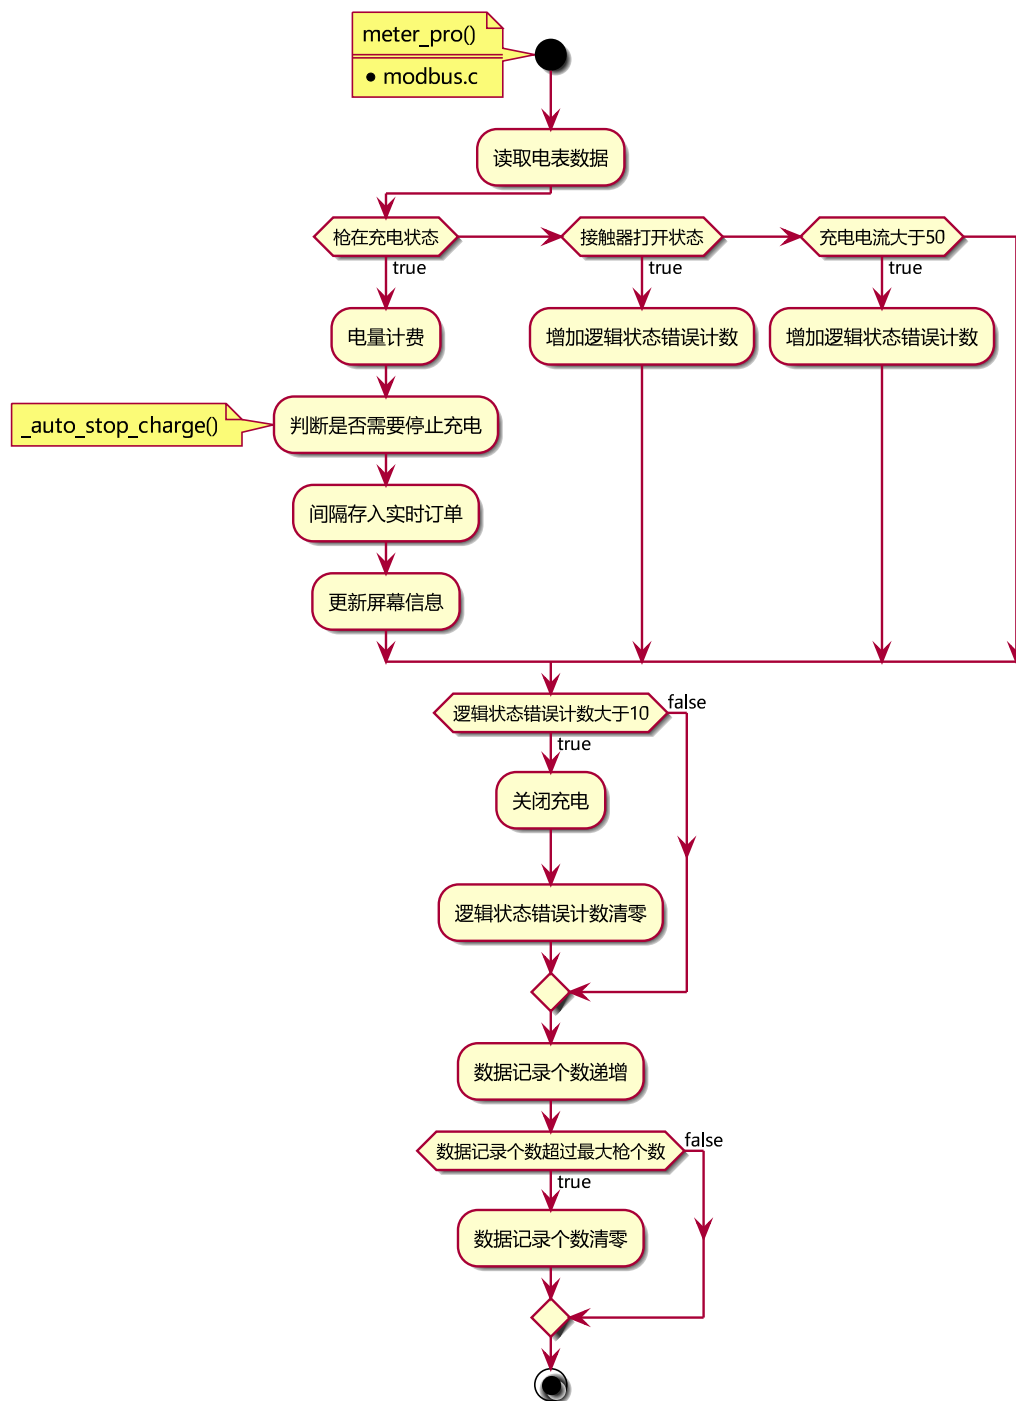 meter_pro()
• modbus.c
读取电表数据
枪在充电状态
接触器打开状态
充电电流大于50
true
true
true
电量计费
增加逻辑状态错误计数
增加逻辑状态错误计数
_auto_stop_charge()
判断是否需要停止充电
间隔存入实时订单
更新屏幕信息
逻辑状态错误计数大于10
false
true
关闭充电
逻辑状态错误计数清零
数据记录个数递增
数据记录个数超过最大枪个数
false
true
数据记录个数清零